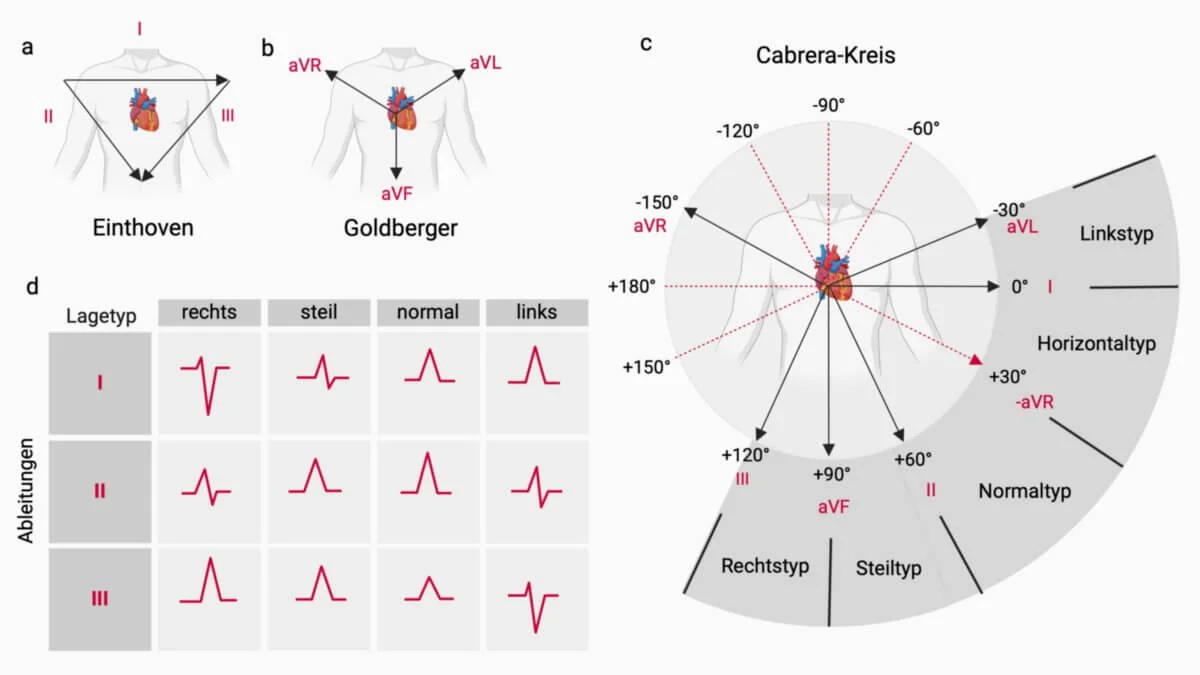 a
I
II
III
Einthoven
b
aVR
aVL
aVF
Goldberger
c
Cabrera-Kreis
-90°
-120°
-60°
-150°
aVR
-30°
aVL
Linkstyp
+180°
0°
I
Horizontaltyp
+150°
+30°
-aVR
+120°
III
+90°
aVF
+60°
II
Normaltyp
Rechtstyp
Steiltyp
d
Lagetyp
rechts
steil
normal
links
Ableitungen
I
II
III